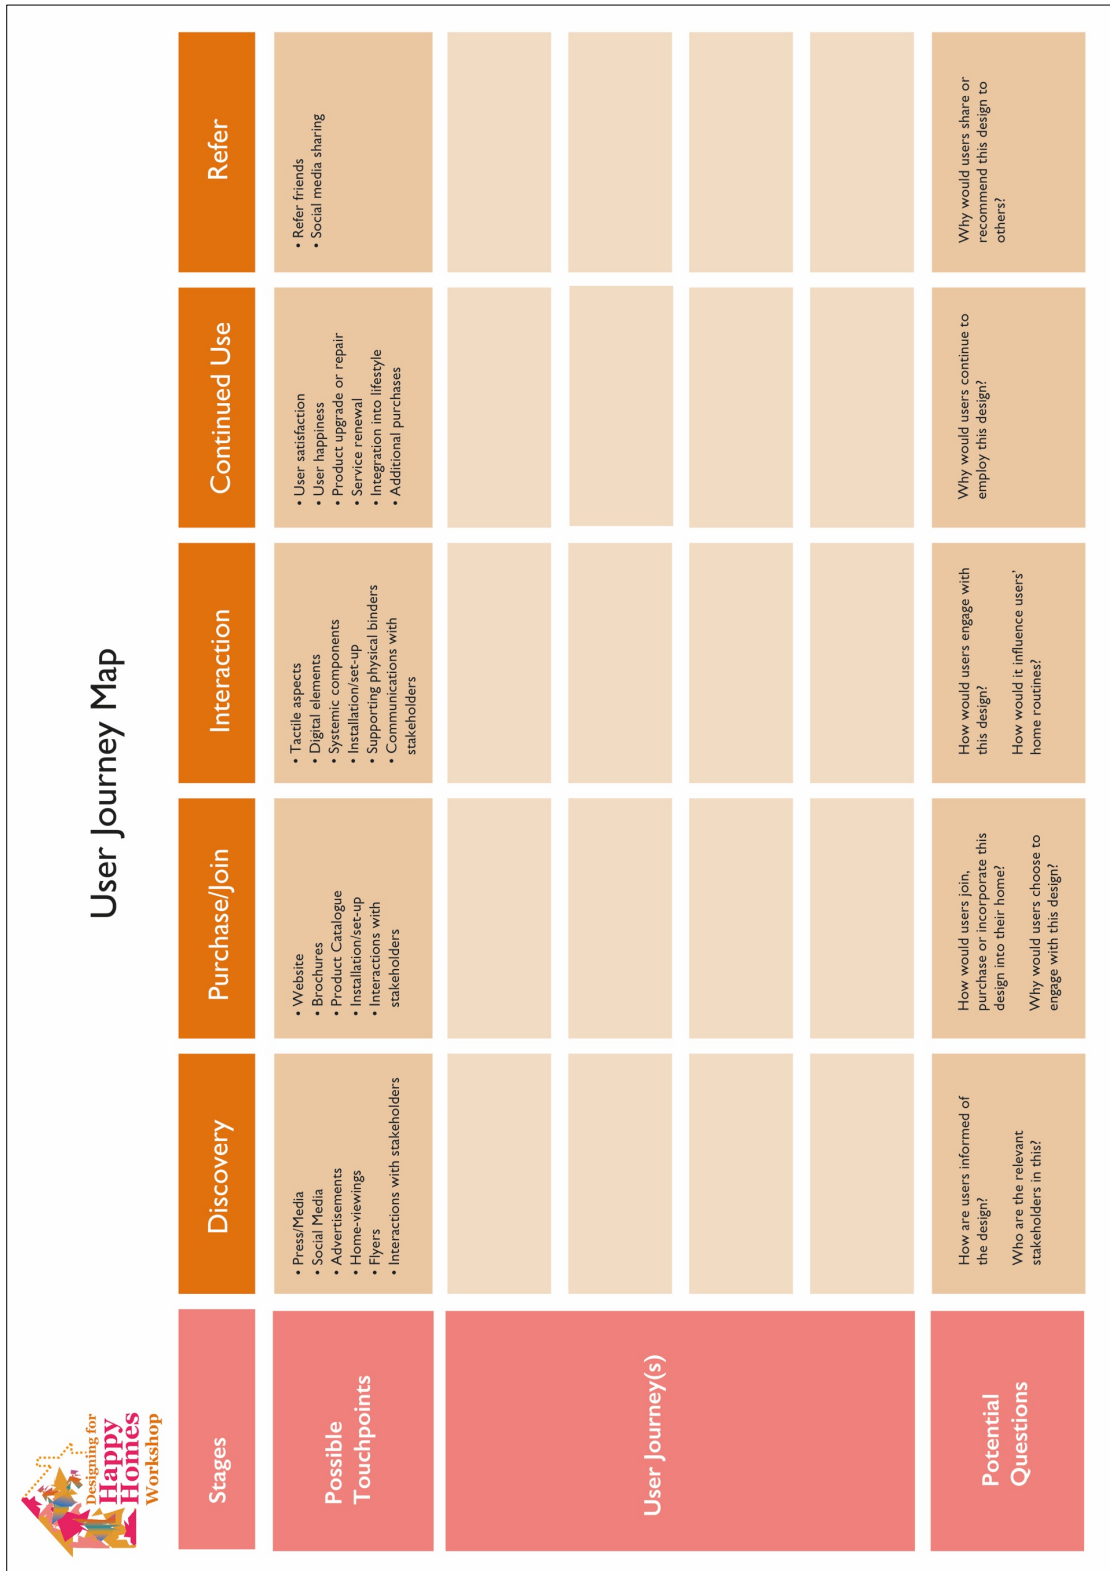 Designing for
Happy
Homes
Workshop
User Journey Map
Stages
Discovery
Purchase/Join
Interaction
Continued Use
Refer
Possible
Touchpoints
• Press/Media
• Social Media
• Advertisements
• Home-viewings
• Flyers
• Interactions with stakeholders
• Website
• Brochures
• Product Catalogue
• Installation/set-up
• Interactions with
stakeholders
• Tactile aspects
• Digital elements
• Systemic components
• Installation/set-up
• Supporting physical binders
• Communications with
stakeholders
• User satisfaction
• User happiness
• Product upgrade or repair
• Service renewal
• Integration into lifestyle
• Additional purchases
• Refer friends
• Social media sharing
User Journey(s)
Potential
Questions
How are users informed of
the design?
Who are the relevant
stakeholders in this?
How would users join,
purchase or incorporate this
design into their home?
Why would users choose to
engage with this design?
How would users engage with
this design?
How would it influence users’
home routines?
Why would users continue to
employ this design?
Why would users share or
recommend this design to
others?